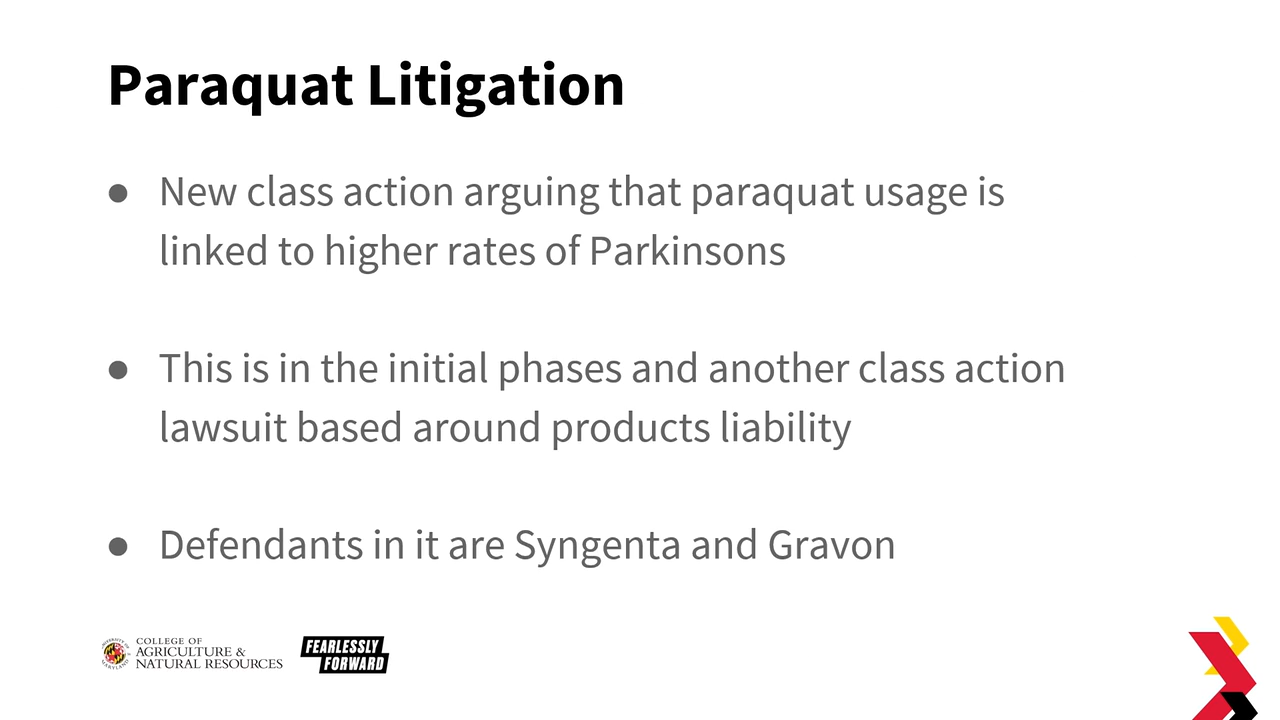 Paraquat Litigation
● New class action arguing that paraquat usage is
linked to higher rates of Parkinsons
● This is in the initial phases and another class action
lawsuit based around products liability
● Defendants in it are Syngenta and Gravon
COLLEGE OF
AGRICULTURE &
NATURAL RESOURCES
FEARLESSLY
FORWARD